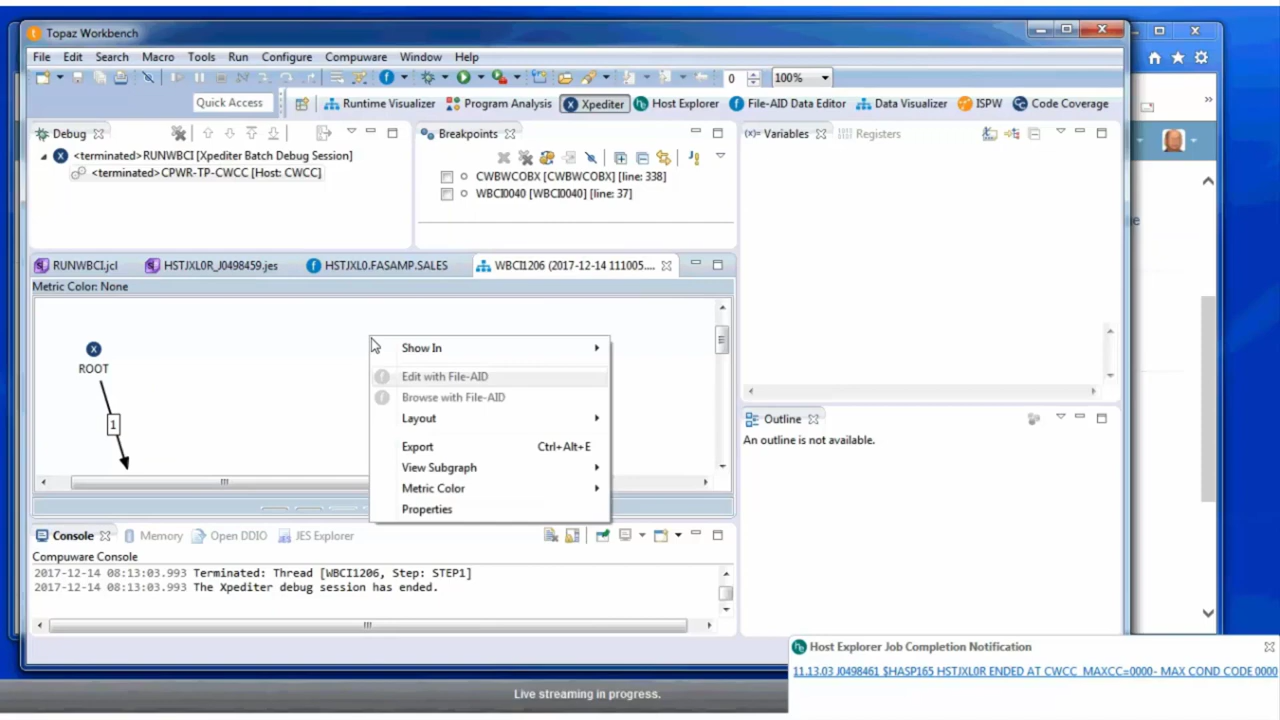 Topaz Workbench
File Edit Search Macro Tools Run Configure Compuware Window Help
0 100%
Quick Access Runtime Visualizer Program Analysis Xpediter Host Explorer File-AID Data Editor Data Visualizer ISPW Code Coverage
Debug
<terminated>RUNWBCI [Xpediter Batch Debug Session]
<terminated>CPWR-TP-CWCC [Host: CWCC]
Breakpoints
CWBWCOBX [CWBWCOBX] [line: 338]
WBCI0040 [WBCI0040] [line: 37]
(x)= Variables Registers
RUNWBCI.jcl HSTJXL0R_J0498459.jes HSTJXL0.FASAMP.SALES WBCI1206 (2017-12-14 111005....
Metric Color: None
ROOT
1
Show In
Edit with File-AID
Browse with File-AID
Layout
Export Ctrl+Alt+E
View Subgraph
Metric Color
Properties
Outline
An outline is not available.
Console Memory Open DDIO JES Explorer
Compuware Console
2017-12-14 08:13:03.993 Terminated: Thread [WBCI1206, Step: STEP1]
2017-12-14 08:13:03.993 The Xpediter debug session has ended.
Host Explorer Job Completion Notification
11.13.03 J0498461 $HASP165 HSTJXL0R ENDED AT CWCC MAXCC=0000- MAX COND CODE 0000
Live streaming in progress.